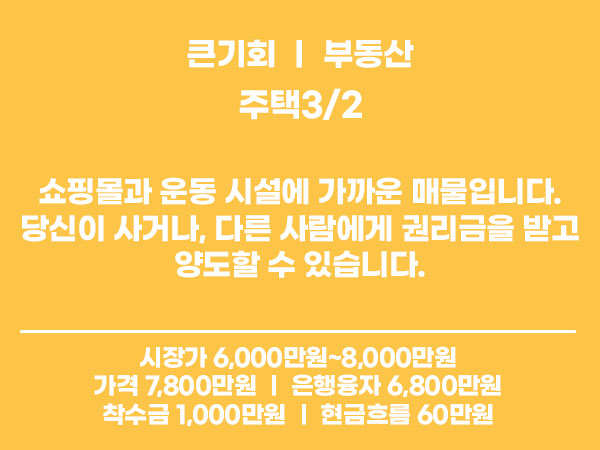 큰기회 | 부동산
주택3/2
쇼핑몰과 운동 시설에 가까운 매물입니다.
당신이 사거나, 다른 사람에게 권리금을 받고
양도할 수 있습니다.
시장가 6,000만원~8,000만원
가격 7,800만원 | 은행융자 6,800만원
착수금 1,000만원 | 현금흐름 60만원